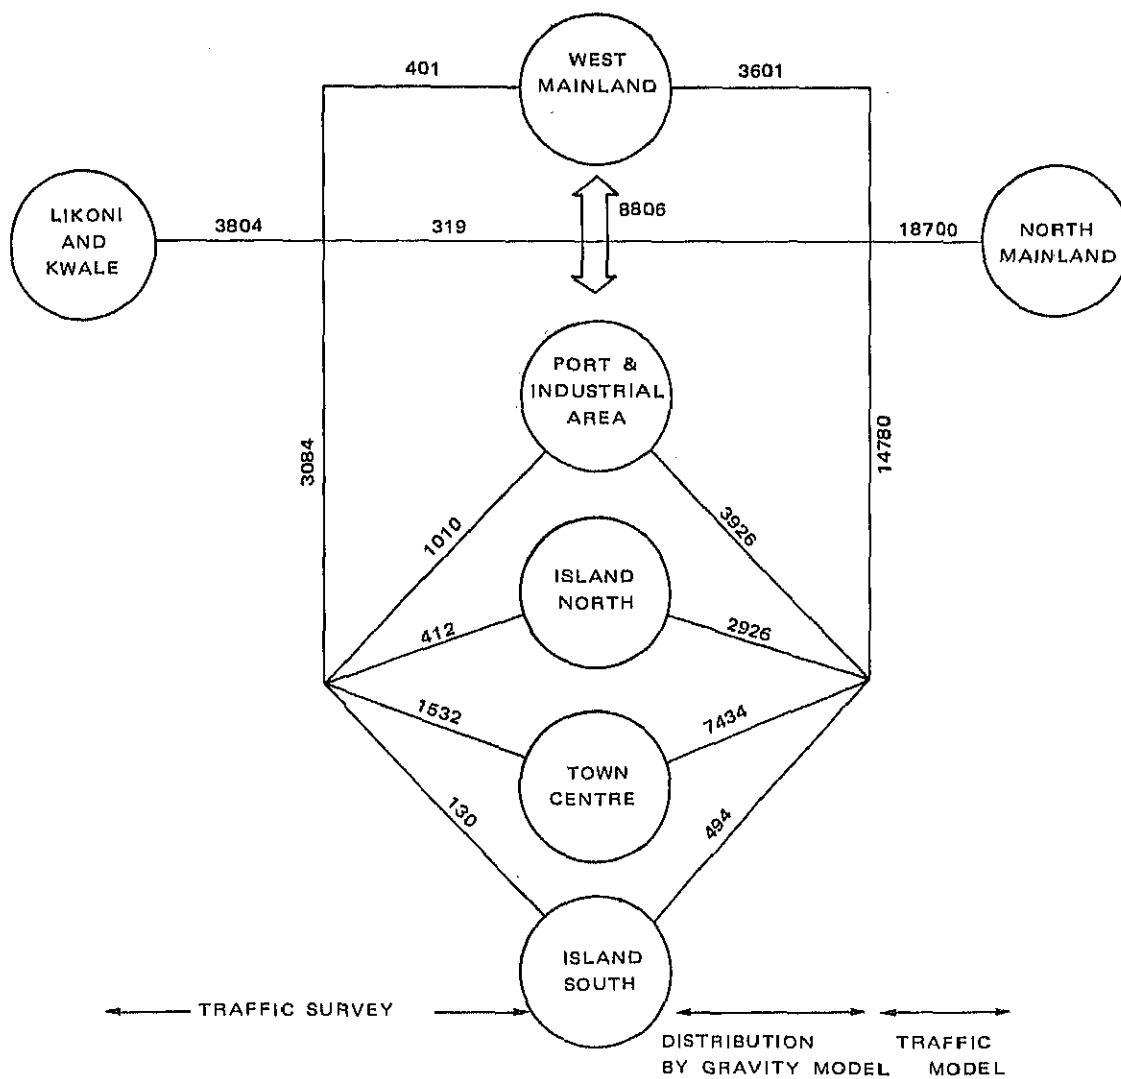 401
WEST
MAINLAND
3601
LIKONI
AND
KWALE
3804
319
8806
18700
NORTH
MAINLAND
PORT &
INDUSTRIAL
AREA
3084
14780
1010
3926
ISLAND
NORTH
412
2926
1532
7434
TOWN
CENTRE
130
494
ISLAND
SOUTH
TRAFFIC SURVEY
DISTRIBUTION
BY GRAVITY MODEL
TRAFFIC
MODEL